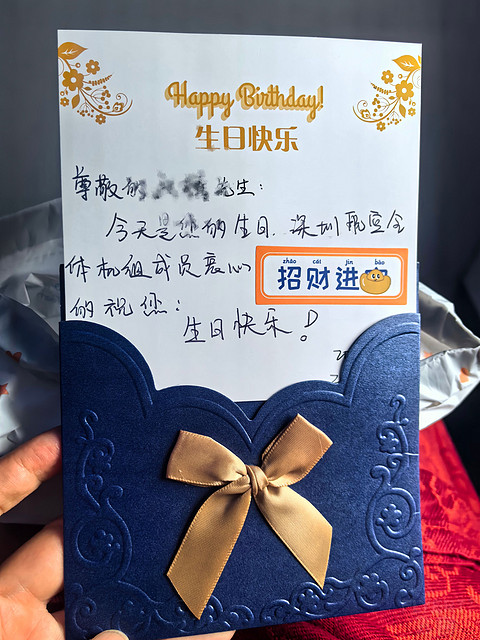 Happy Birthday!
生日快乐
尊敬的 先生：
今天是您的生日，深圳航空全
体机组成员衷心
zhāo cái jìn bǎo
招财进
的祝您：
生日快乐！